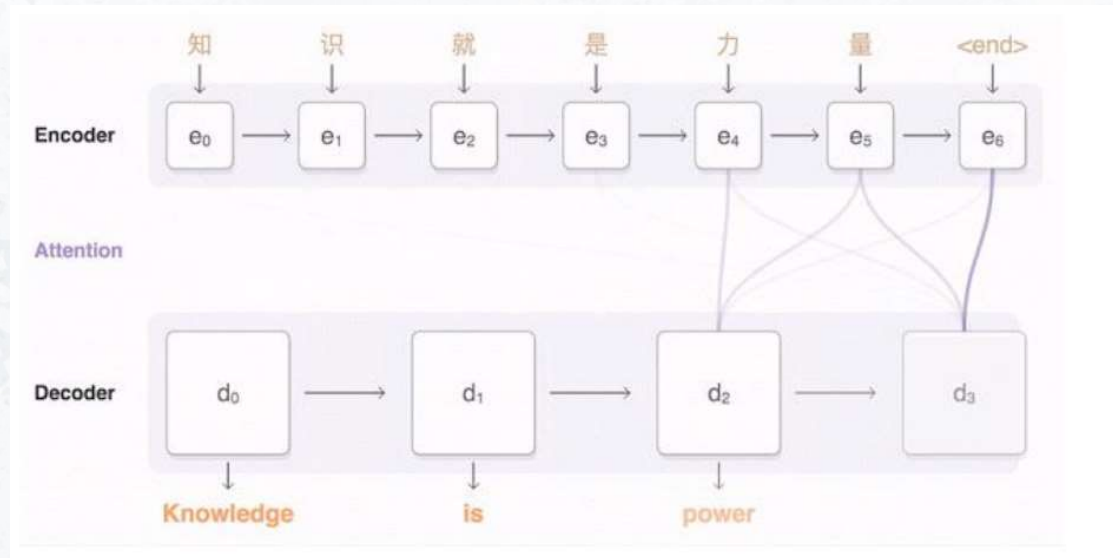 知 识 就 是 力 量 <end>
Encoder e₀ e₁ e₂ e₃ e₄ e₅ e₆
Attention
Decoder d₀ d₁ d₂ d₃
Knowledge is power